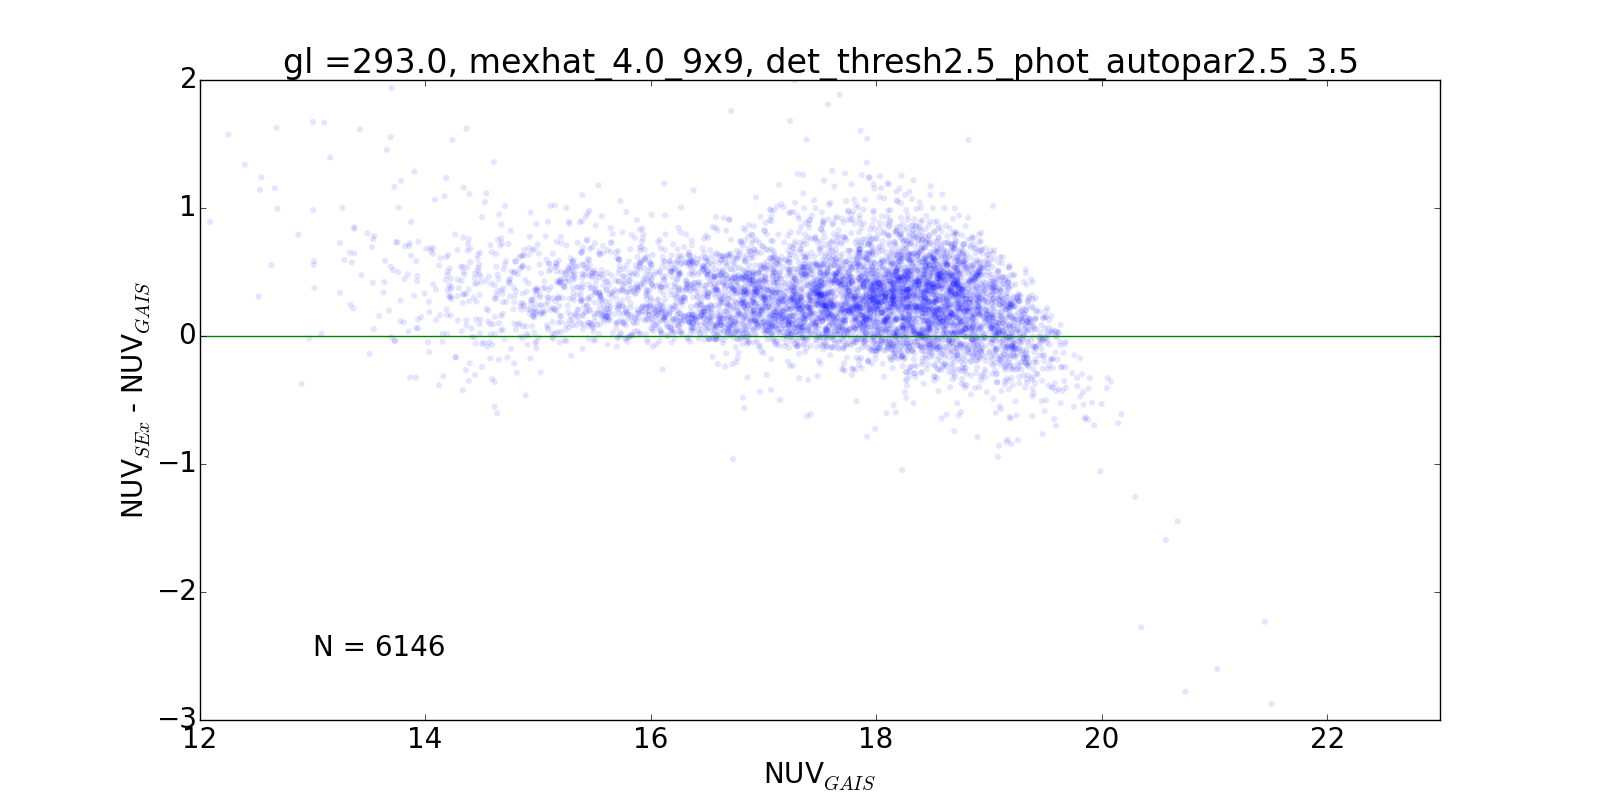 gl =293.0, mexhat_4.0_9x9, det_thresh2.5_phot_autopar2.5_3.5
2
1
0
−1
−2
−3
NUV_SEx - NUV_GAIS
N = 6146
12 14 16 18 20 22
NUV_GAIS